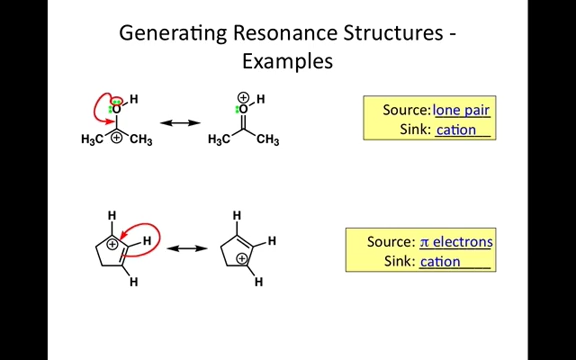 Generating Resonance Structures -
Examples
H
O
H₃C
CH₃
H
O
H₃C
CH₃
Source: lone pair
Sink: cation
H
H
H
H
H
H
Source: π electrons
Sink: cation